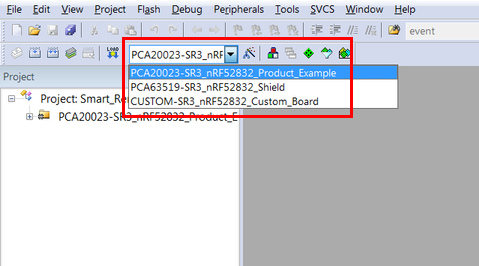 File Edit View Project Flash Debug Peripherals Tools SVCS Window Help
event
LOAD
PCA20023-SR3_nRF
PCA20023-SR3_nRF52832_Product_Example
PCA63519-SR3_nRF52832_Shield
CUSTOM-SR3_nRF52832_Custom_Board
Project
Project: Smart_Re
PCA20023-SR3_nRF52832_Product_E